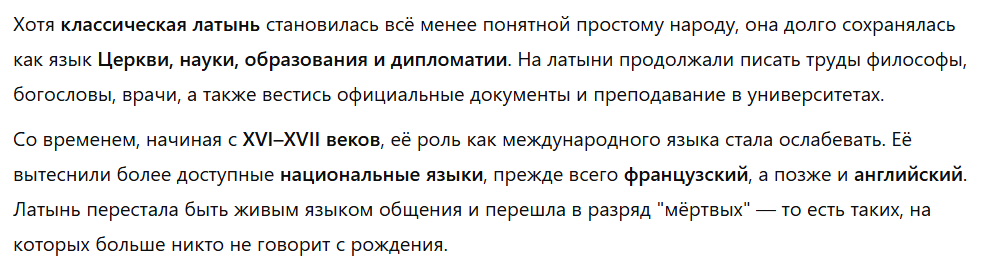 Хотя классическая латынь становилась всё менее понятной простому народу, она долго сохранялась
как язык Церкви, науки, образования и дипломатии. На латыни продолжали писать труды философы,
богословы, врачи, а также вестись официальные документы и преподавание в университетах.
Со временем, начиная с XVI–XVII веков, её роль как международного языка стала ослабевать. Её
вытеснили более доступные национальные языки, прежде всего французский, а позже и английский.
Латынь перестала быть живым языком общения и перешла в разряд "мёртвых" — то есть таких, на
которых больше никто не говорит с рождения.